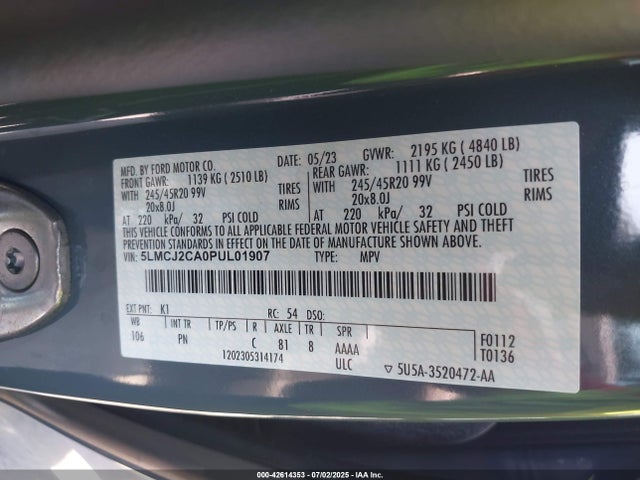 MFD. BY FORD MOTOR CO.
DATE: 05/23 GVWR: 2195 KG ( 4840 LB)
FRONT GAWR: 1139 KG ( 2510 LB) REAR GAWR: 1111 KG ( 2450 LB)
WITH 245/45R20 99V TIRES WITH 245/45R20 99V TIRES
20x8.0J RIMS 20x8.0J RIMS
AT 220 kPa/ 32 PSI COLD AT 220 kPa/ 32 PSI COLD
THIS VEHICLE CONFORMS TO ALL APPLICABLE FEDERAL MOTOR VEHICLE SAFETY AND THEFT
PREVENTION STANDARDS IN EFFECT ON THE DATE OF MANUFACTURE SHOWN ABOVE.
VIN: 5LMCJ2CA0PUL01907 TYPE: MPV
EXT PNT: K1 RC: 54 DSO:
WB INT TR TP/PS R AXLE TR SPR
106 PN C 81 8 AAAA
1202305314174 ULC
F0112
T0136
▽ 5U5A-3520472-AA
000-42614353 | 07/02/2025 | IAAI.com